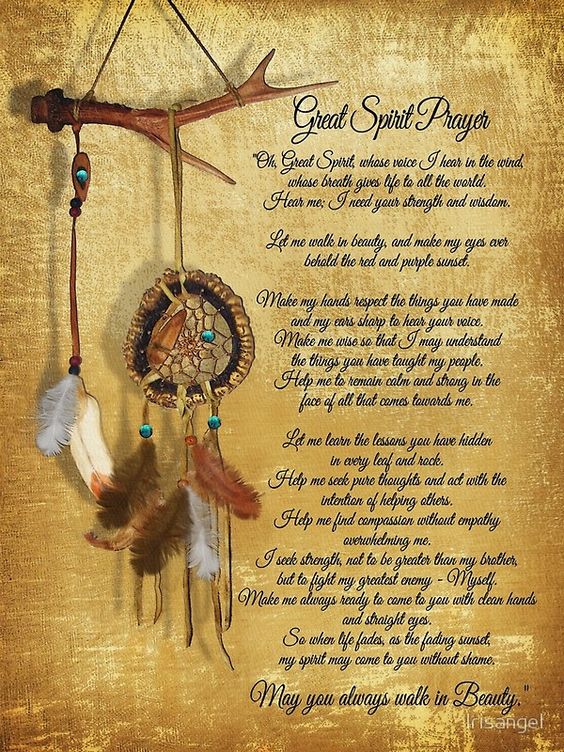 Great Spirit Prayer
"Oh, Great Spirit, whose voice I hear in the wind,
whose breath gives life to all the world.
Hear me; I need your strength and wisdom.
Let me walk in beauty, and make my eyes ever
behold the red and purple sunset.
Make my hands respect the things you have made
and my ears sharp to hear your voice.
Make me wise so that I may understand
the things you have taught my people.
Help me to remain calm and strong in the
face of all that comes towards me.
Let me learn the lessons you have hidden
in every leaf and rock.
Help me seek pure thoughts and act with the
intention of helping others.
Help me find compassion without empathy
overwhelming me.
I seek strength, not to be greater than my brother,
but to fight my greatest enemy - Myself.
Make me always ready to come to you with clean hands
and straight eyes.
So when life fades, as the fading sunset,
my spirit may come to you without shame.
May you always walk in Beauty."
Irisangel